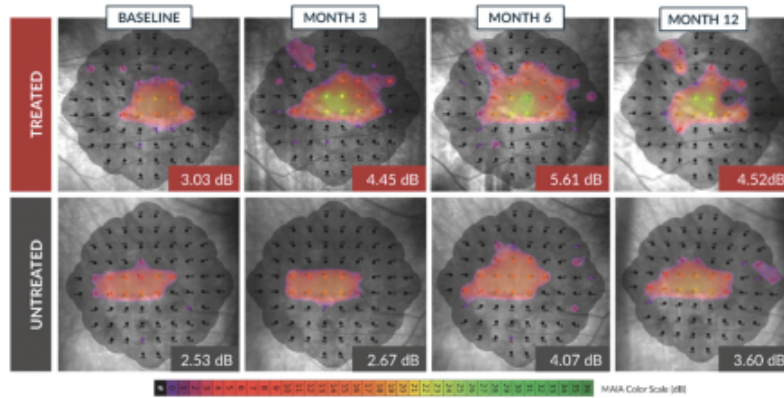 BASELINE
MONTH 3
MONTH 6
MONTH 12
TREATED
3.03 dB
4.45 dB
5.61 dB
4.52dB
UNTREATED
2.53 dB
2.67 dB
4.07 dB
3.60 dB
MAIA Color Scale (dB)